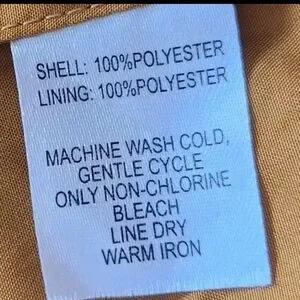 SHELL: 100%POLYESTER
LINING: 100%POLYESTER
MACHINE WASH COLD,
GENTLE CYCLE
ONLY NON-CHLORINE
BLEACH
LINE DRY
WARM IRON